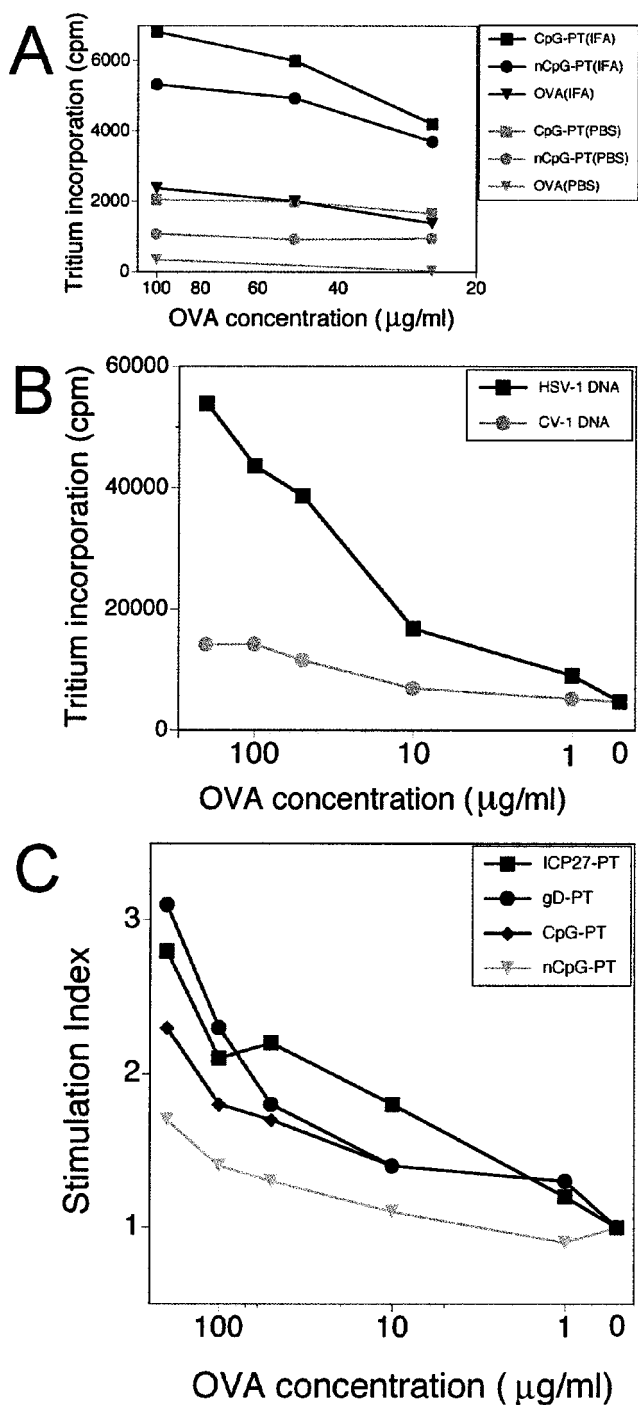 A
Tritium incorporation (cpm)
6000
4000
2000
0
100
80
60
40
20
OVA concentration (μg/ml)
CpG-PT(IFA)
nCpG-PT(IFA)
OVA(IFA)
CpG-PT(PBS)
nCpG-PT(PBS)
OVA(PBS)
B
Tritium incorporation (cpm)
60000
40000
20000
0
100
10
1
0
OVA concentration (μg/ml)
HSV-1 DNA
CV-1 DNA
C
Stimulation Index
3
2
1
100
10
1
0
OVA concentration (μg/ml)
ICP27-PT
gD-PT
CpG-PT
nCpG-PT